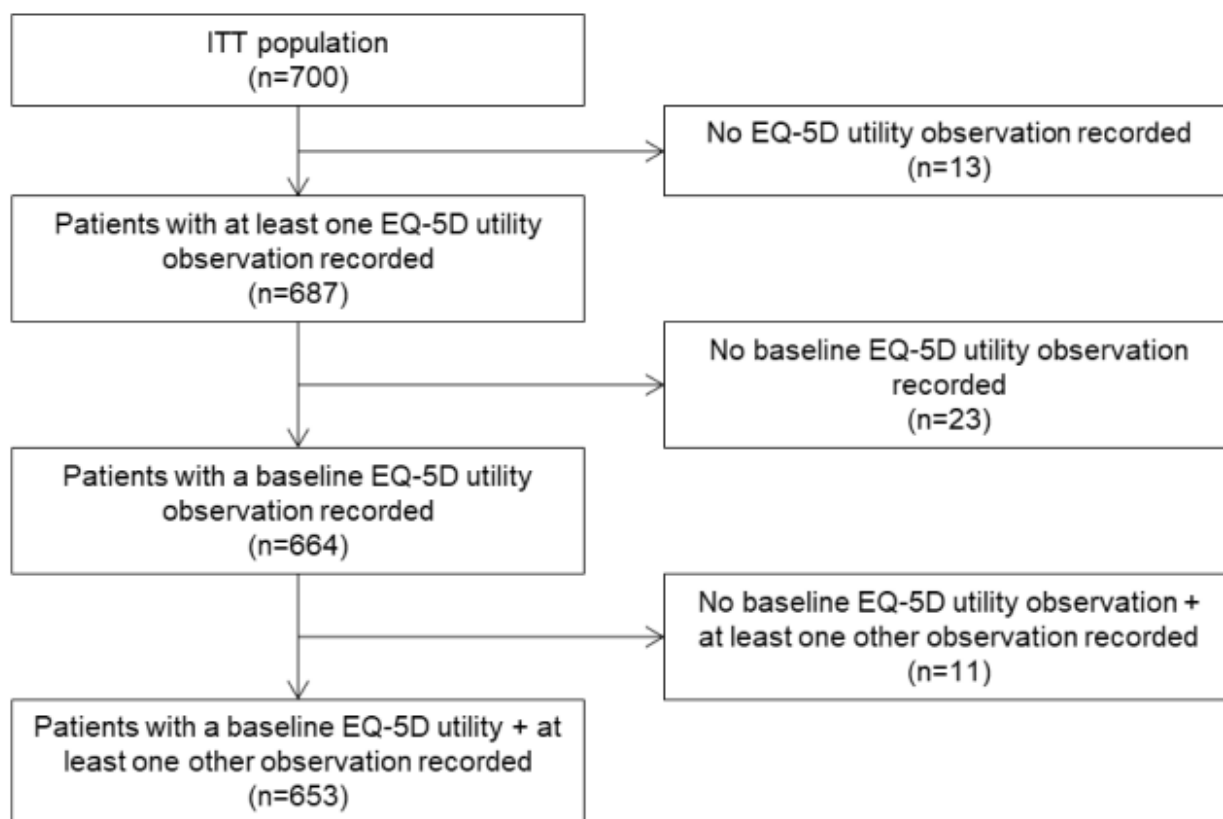 ITT population
(n=700)
No EQ-5D utility observation recorded
(n=13)
Patients with at least one EQ-5D utility
observation recorded
(n=687)
No baseline EQ-5D utility observation
recorded
(n=23)
Patients with a baseline EQ-5D utility
observation recorded
(n=664)
No baseline EQ-5D utility observation +
at least one other observation recorded
(n=11)
Patients with a baseline EQ-5D utility + at
least one other observation recorded
(n=653)